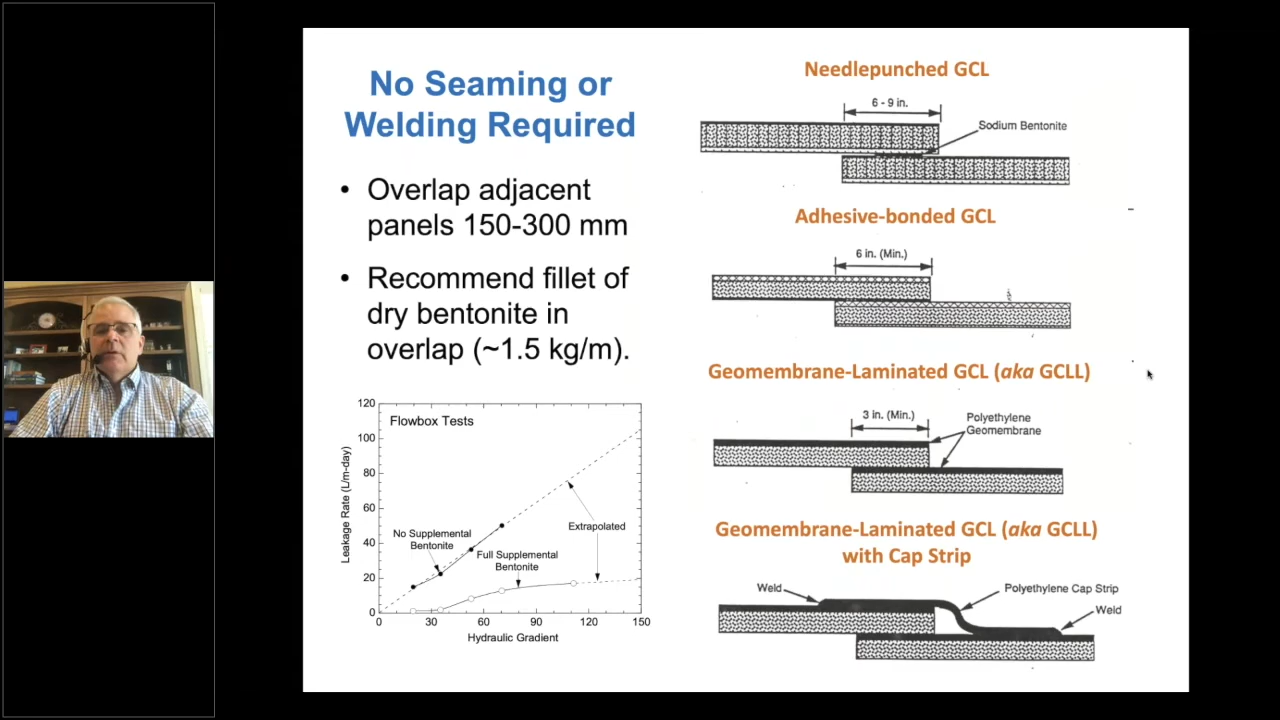 No Seaming or
Welding Required
• Overlap adjacent
panels 150-300 mm
• Recommend fillet of
dry bentonite in
overlap (~1.5 kg/m).
Flowbox Tests
Leakage Rate (L/m-day)
120
100
80
60
40
20
0
No Supplemental
Bentonite
Full Supplemental
Bentonite
Extrapolated
0 30 60 90 120 150
Hydraulic Gradient
Needlepunched GCL
6 - 9 in.
Sodium Bentonite
Adhesive-bonded GCL
6 in. (Min.)
Geomembrane-Laminated GCL (aka GCLL)
3 in. (Min.)
Polyethylene
Geomembrane
Geomembrane-Laminated GCL (aka GCLL)
with Cap Strip
Weld
Polyethylene Cap Strip
Weld